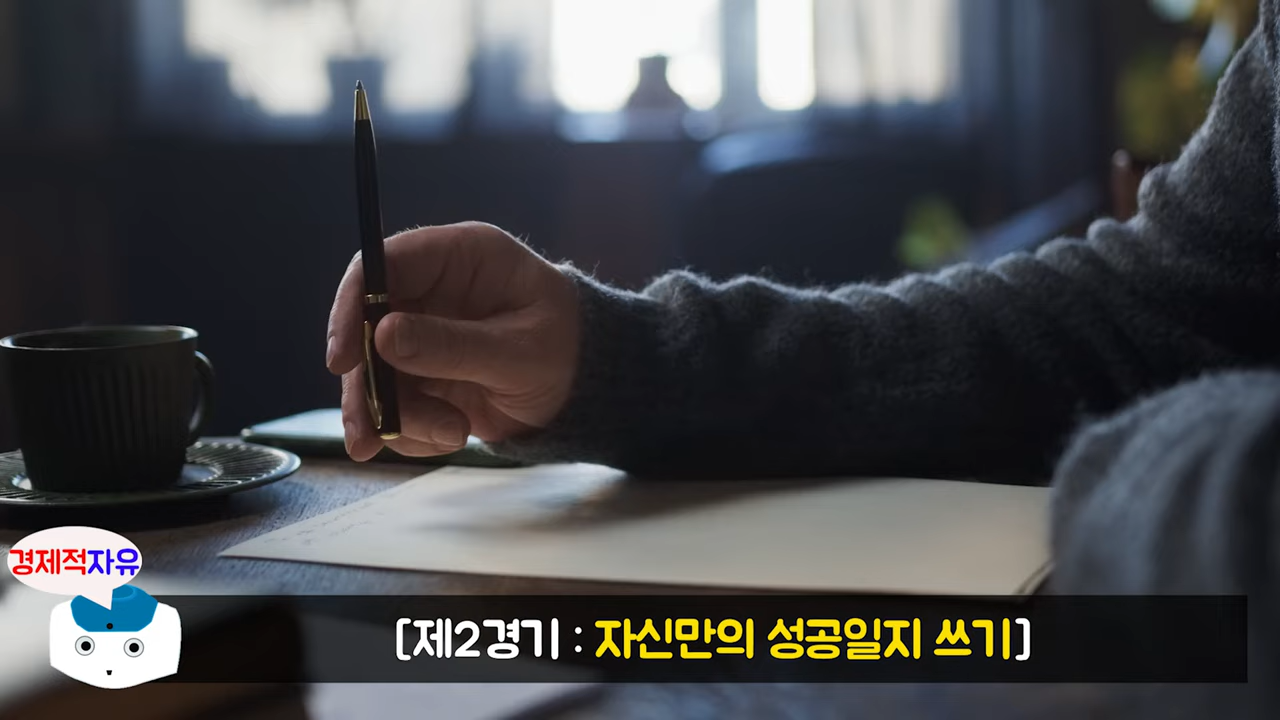 경제적자유
[제2경기 : 자신만의 성공일지 쓰기]